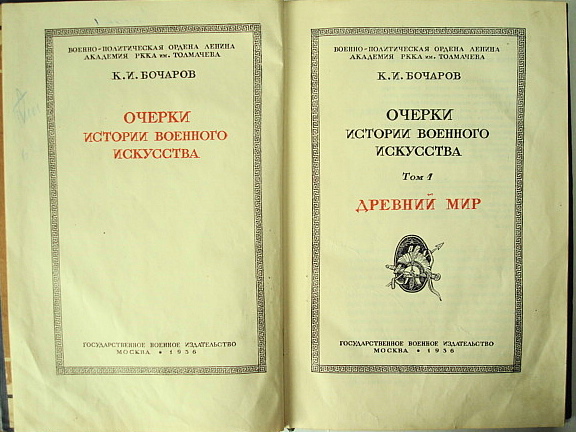 ВОЕННО-ПОЛИТИЧЕСКАЯ ОРДЕНА ЛЕНИНА
АКАДЕМИЯ РККА им. ТОЛМАЧЕВА
К.И. БОЧАРОВ
ОЧЕРКИ
ИСТОРИИ ВОЕННОГО
ИСКУССТВА
ГОСУДАРСТВЕННОЕ ВОЕННОЕ ИЗДАТЕЛЬСТВО
МОСКВА • 1936
ВОЕННО-ПОЛИТИЧЕСКАЯ ОРДЕНА ЛЕНИНА
АКАДЕМИЯ РККА им. ТОЛМАЧЕВА
К.И. БОЧАРОВ
ОЧЕРКИ
ИСТОРИИ ВОЕННОГО
ИСКУССТВА
Том 1
ДРЕВНИЙ МИР
ГОСУДАРСТВЕННОЕ ВОЕННОЕ ИЗДАТЕЛЬСТВО
МОСКВА • 1936